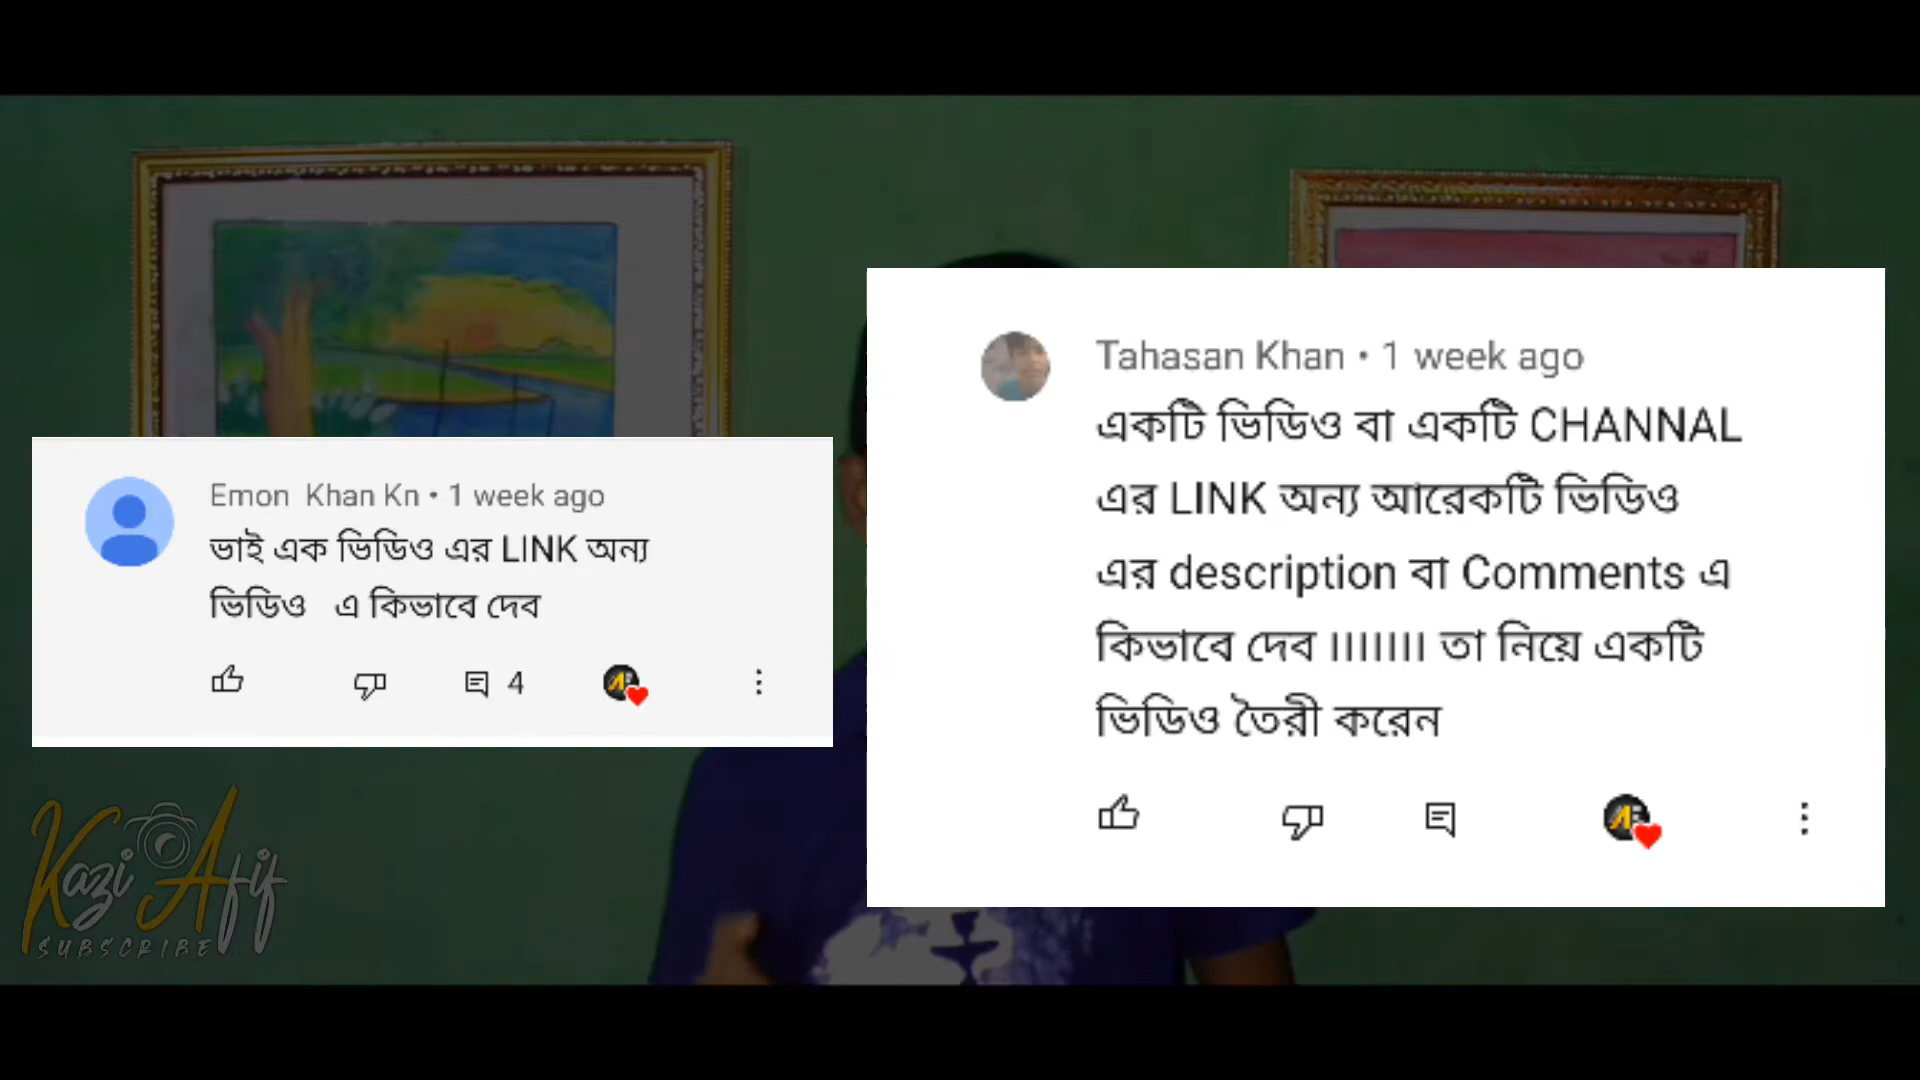 Emon Khan Kn • 1 week ago
ভাই এক ভিডিও এর LINK অন্য
ভিডিও এ কিভাবে দেব
4
Tahasan Khan • 1 week ago
একটি ভিডিও বা একটি CHANNAL
এর LINK অন্য আরেকটি ভিডিও
এর description বা Comments এ
কিভাবে দেব ।।।।।।। তা নিয়ে একটি
ভিডিও তৈরী করেন
Kazi Afif
SUBSCRIBE